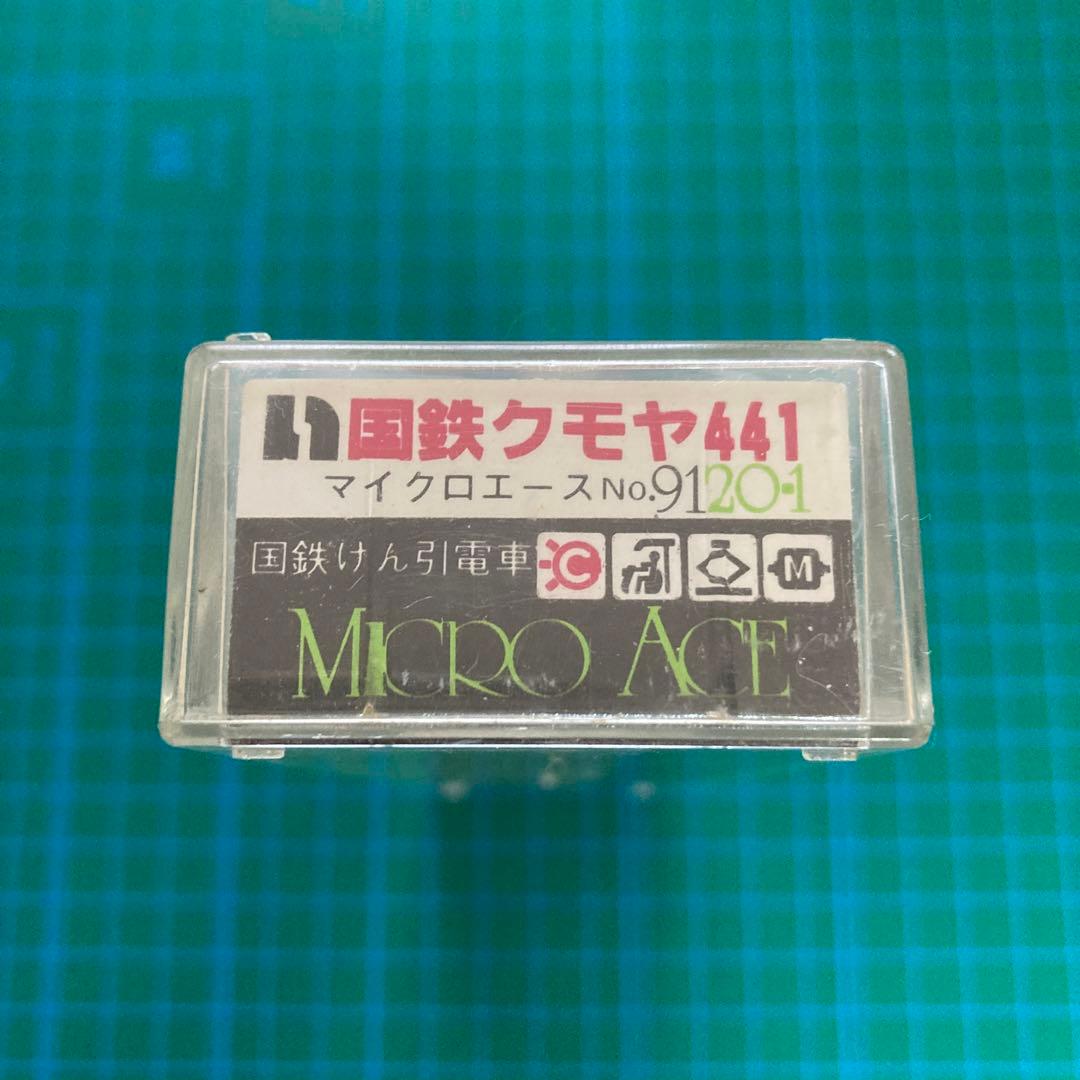 n 国鉄クモヤ441
マイクロエースNo.9120-1
国鉄けん引電車 C M
MICRO ACE